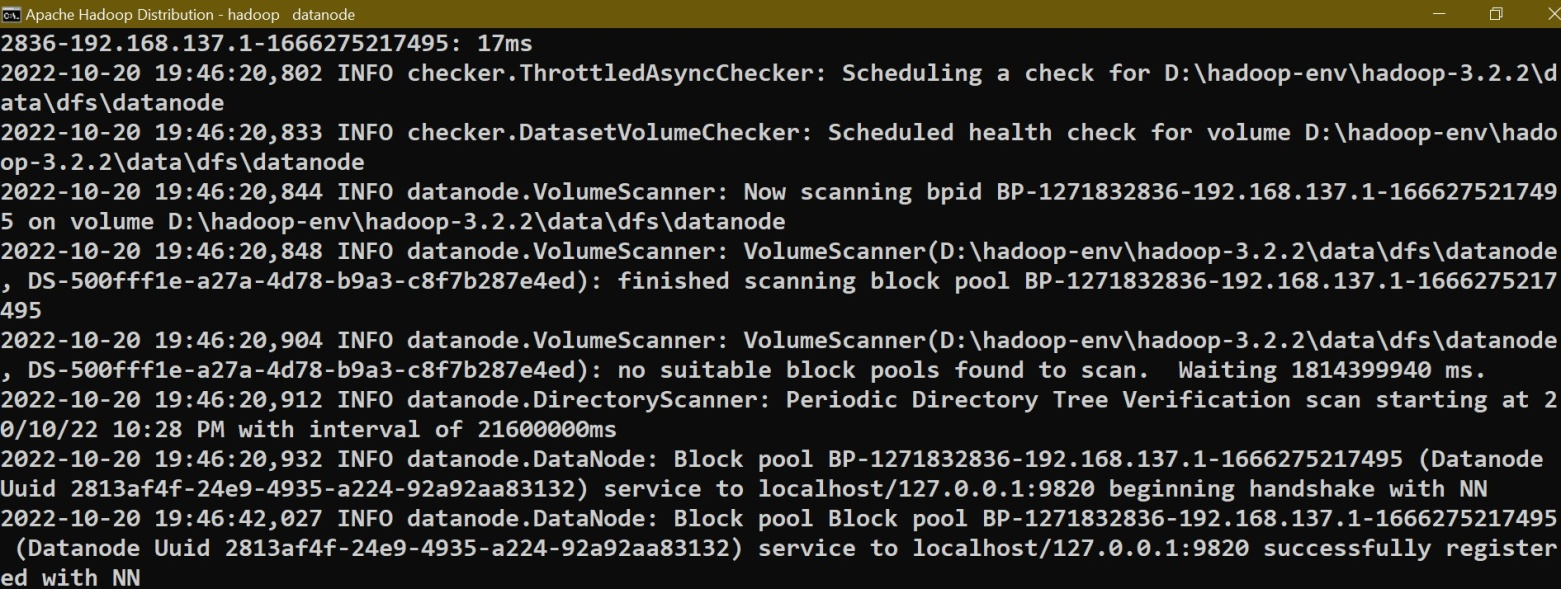 Apache Hadoop Distribution - hadoop   datanode
2836-192.168.137.1-1666275217495: 17ms
2022-10-20 19:46:20,802 INFO checker.ThrottledAsyncChecker: Scheduling a check for D:\hadoop-env\hadoop-3.2.2\d
ata\dfs\datanode
2022-10-20 19:46:20,833 INFO checker.DatasetVolumeChecker: Scheduled health check for volume D:\hadoop-env\hado
op-3.2.2\data\dfs\datanode
2022-10-20 19:46:20,844 INFO datanode.VolumeScanner: Now scanning bpid BP-1271832836-192.168.137.1-166627521749
5 on volume D:\hadoop-env\hadoop-3.2.2\data\dfs\datanode
2022-10-20 19:46:20,848 INFO datanode.VolumeScanner: VolumeScanner(D:\hadoop-env\hadoop-3.2.2\data\dfs\datanode
, DS-500fff1e-a27a-4d78-b9a3-c8f7b287e4ed): finished scanning block pool BP-1271832836-192.168.137.1-1666275217
495
2022-10-20 19:46:20,904 INFO datanode.VolumeScanner: VolumeScanner(D:\hadoop-env\hadoop-3.2.2\data\dfs\datanode
, DS-500fff1e-a27a-4d78-b9a3-c8f7b287e4ed): no suitable block pools found to scan.  Waiting 1814399940 ms.
2022-10-20 19:46:20,912 INFO datanode.DirectoryScanner: Periodic Directory Tree Verification scan starting at 2
0/10/22 10:28 PM with interval of 21600000ms
2022-10-20 19:46:20,932 INFO datanode.DataNode: Block pool BP-1271832836-192.168.137.1-1666275217495 (Datanode
Uuid 2813af4f-24e9-4935-a224-92a92aa83132) service to localhost/127.0.0.1:9820 beginning handshake with NN
2022-10-20 19:46:42,027 INFO datanode.DataNode: Block pool Block pool BP-1271832836-192.168.137.1-1666275217495
 (Datanode Uuid 2813af4f-24e9-4935-a224-92a92aa83132) service to localhost/127.0.0.1:9820 successfully register
ed with NN